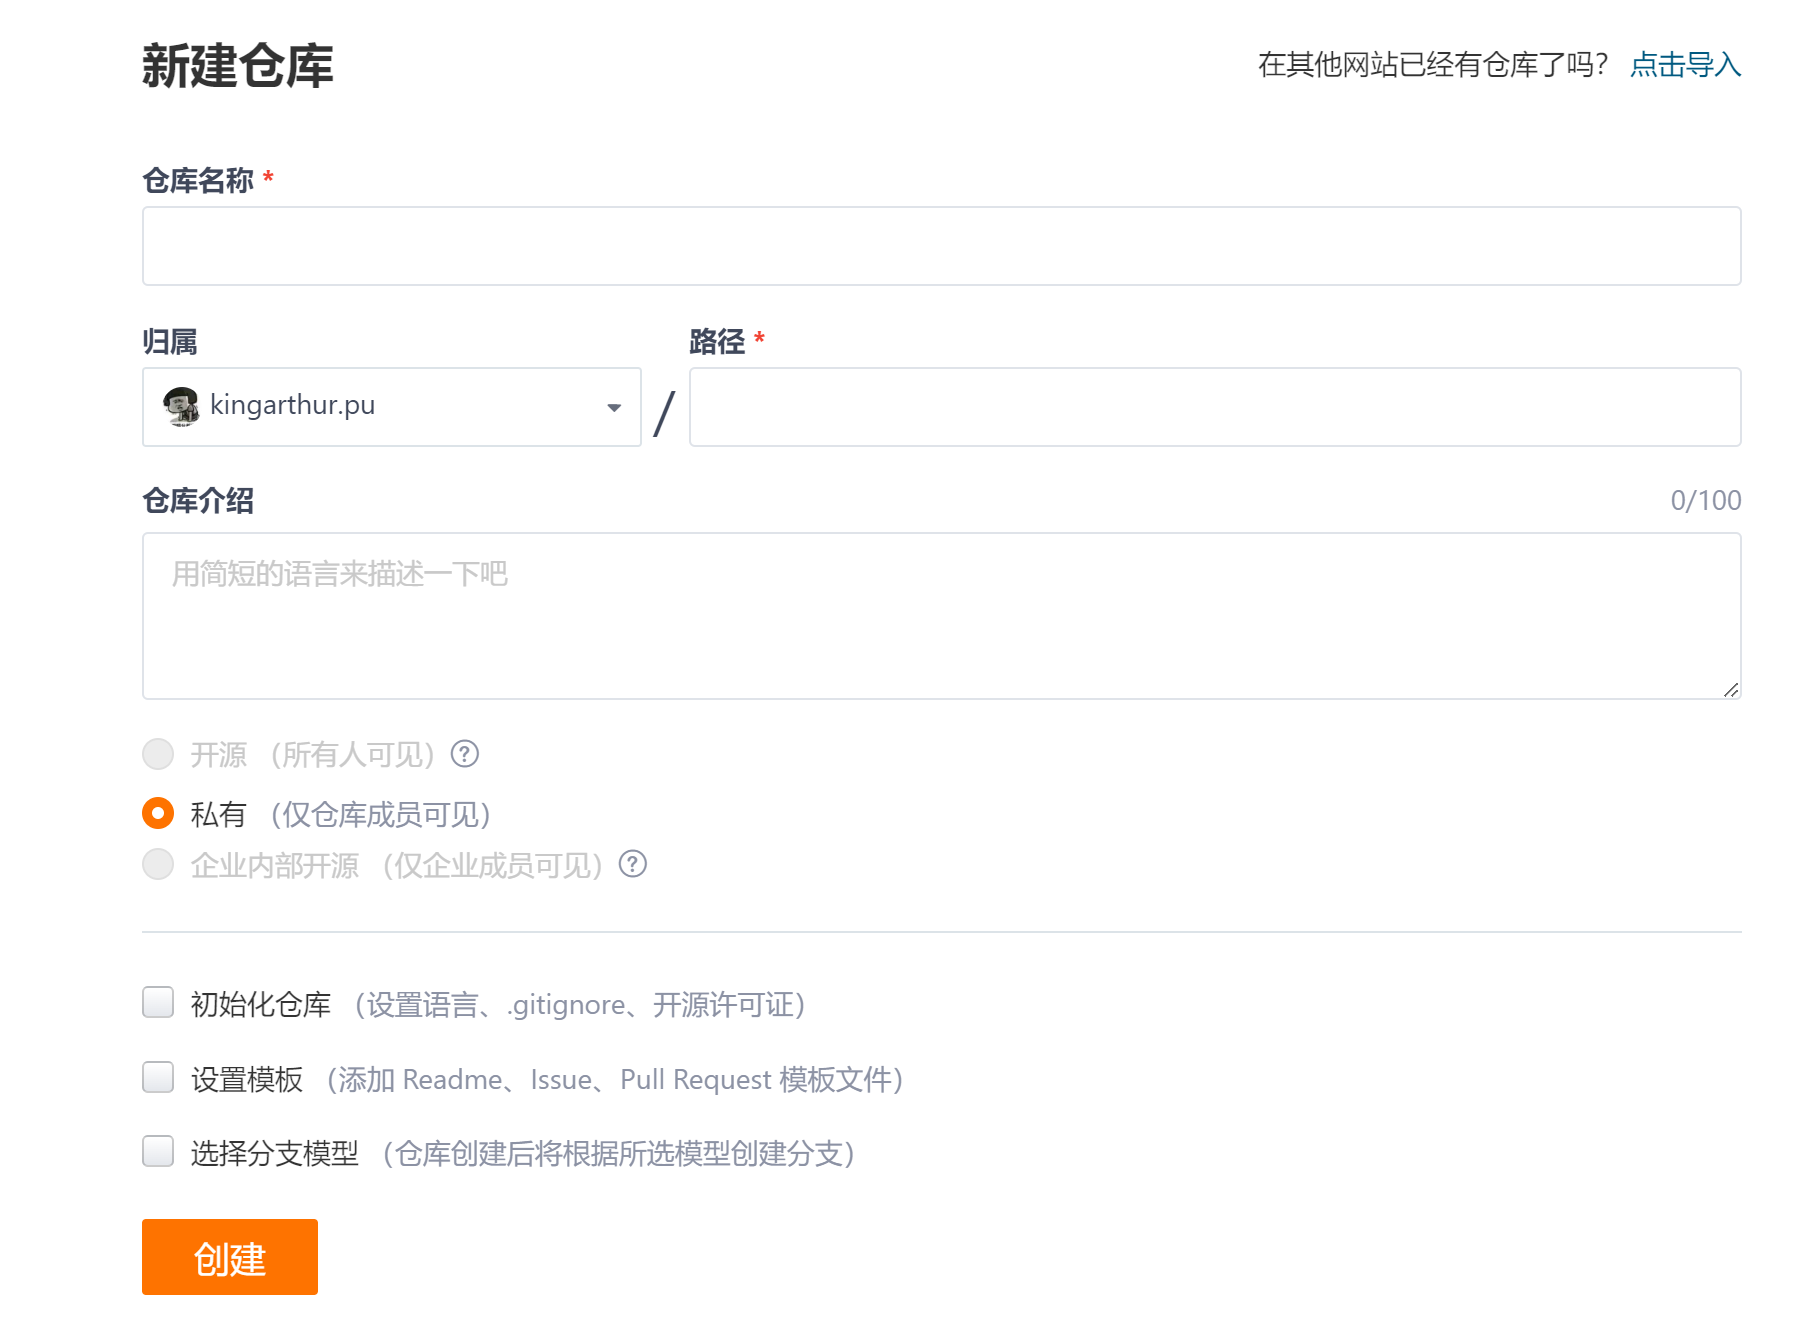 新建仓库
在其他网站已经有仓库了吗？ 点击导入
仓库名称 *
归属
路径 *
kingarthur.pu
/
仓库介绍
0/100
用简短的语言来描述一下吧
开源 （所有人可见） ?
私有 （仅仓库成员可见）
企业内部开源 （仅企业成员可见） ?
初始化仓库 （设置语言、.gitignore、开源许可证）
设置模板 （添加 Readme、Issue、Pull Request 模板文件）
选择分支模型 （仓库创建后将根据所选模型创建分支）
创建